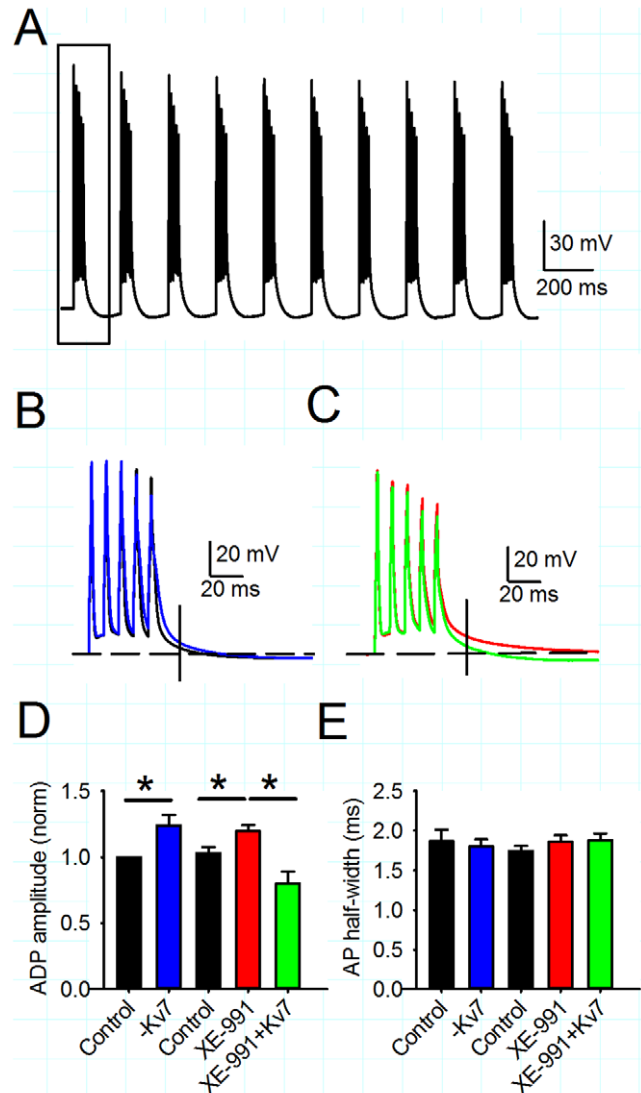 A
30 mV
200 ms
B
C
20 mV
20 ms
20 mV
20 ms
D
E
ADP amplitude (norm)
1.5
1.0
0.5
0.0
*
*
*
Control
-Kv7
Control
XE-991
XE-991+Kv7
AP half-width (ms)
2.5
2.0
1.5
1.0
0.5
0.0
Control
-Kv7
Control
XE-991
XE-991+Kv7